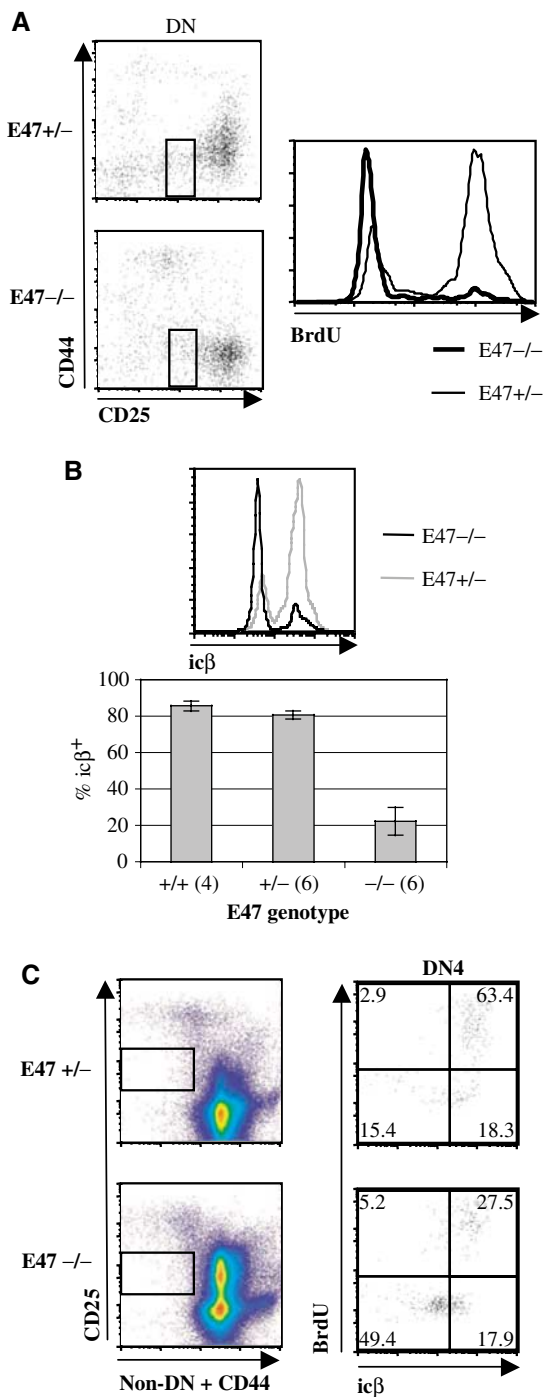 A
DN
E47+/–
E47–/–
CD44
CD25
BrdU
E47–/–
E47+/–
B
E47–/–
E47+/–
icβ
100
80
60
40
20
0
% icβ+
+/+ (4)
+/– (6)
–/– (6)
E47 genotype
C
DN4
E47 +/–
2.9
63.4
15.4
18.3
E47 –/–
5.2
27.5
49.4
17.9
CD25
BrdU
Non-DN + CD44
icβ